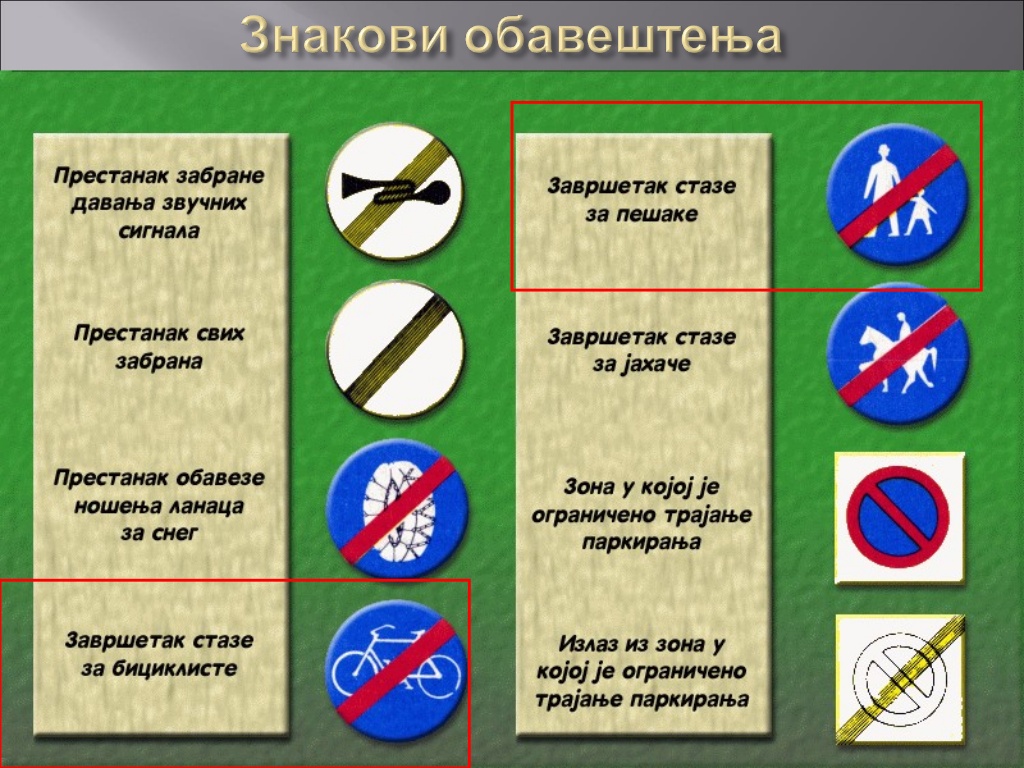 Знакови обавештења
Престанак забране
давања звучних
сигнала
Престанак свих
забрана
Престанак обавезе
ношења ланаца
за снег
Завршетак стазе
за бициклисте
Завршетак стазе
за пешаке
Завршетак стазе
за јахаче
Зона у којој је
ограничено трајање
паркирања
Излаз из зона у
којој је ограничено
трајање паркирања